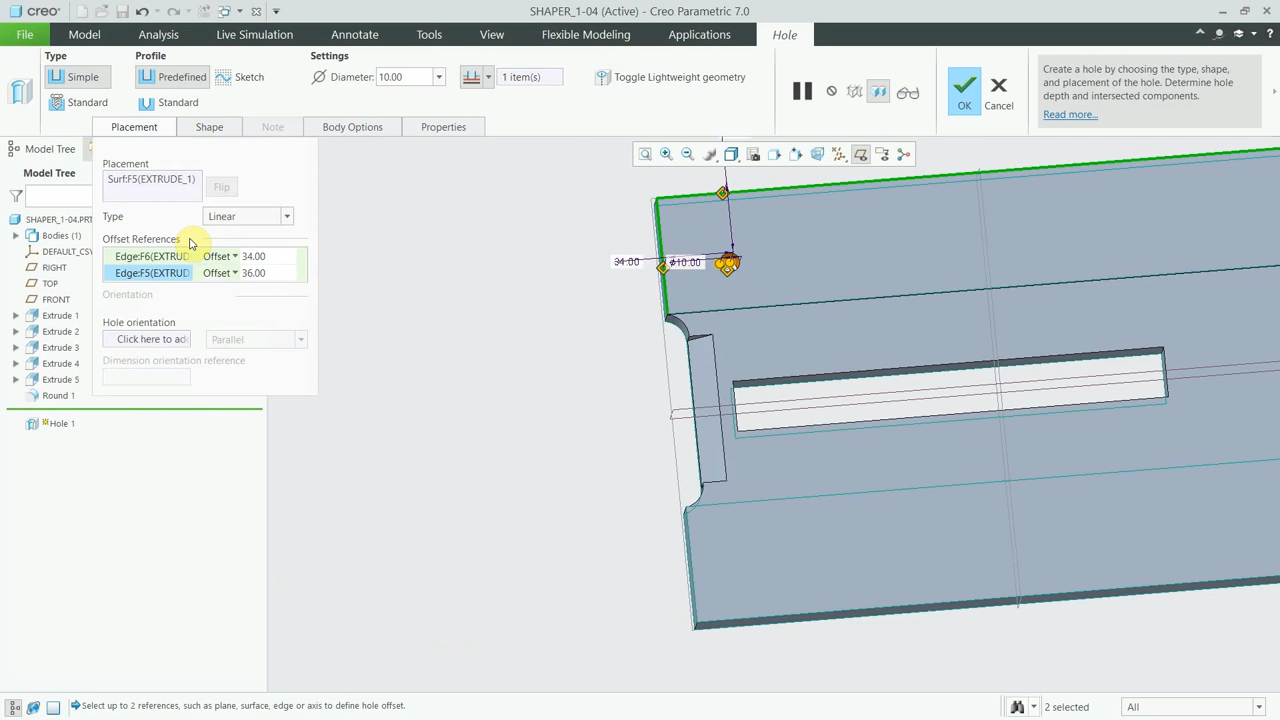 creo
SHAPER_1-04 (Active) - Creo Parametric 7.0
File
Model
Analysis
Live Simulation
Annotate
Tools
View
Flexible Modeling
Applications
Hole
Type
Profile
Settings
Simple
Predefined
Sketch
Diameter: 10.00
1 item(s)
Toggle Lightweight geometry
Standard
Standard
OK
Cancel
Create a hole by choosing the type, shape,
and placement of the hole. Determine hole
depth and intersected components.
Read more...
Placement
Shape
Note
Body Options
Properties
Model Tree
Model Tree
SHAPER_1-04.PRT
Bodies (1)
DEFAULT_CSY
RIGHT
TOP
FRONT
Extrude 1
Extrude 2
Extrude 3
Extrude 4
Extrude 5
Round 1
Hole 1
Placement
Surf:F5(EXTRUDE_1)
Flip
Type
Linear
Offset References
Edge:F6(EXTRUD Offset 34.00
Edge:F5(EXTRUD Offset 36.00
Orientation
Hole orientation
Click here to ad
Parallel
Dimension orientation reference
34.00
ϕ10.00
Select up to 2 references, such as plane, surface, edge or axis to define hole offset.
2 selected
All